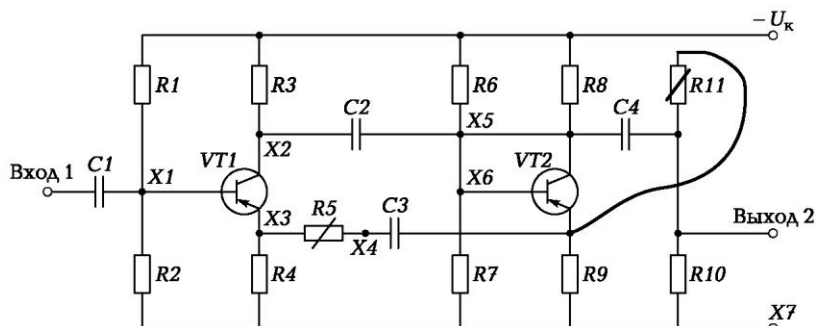 − Uк
R1 R3 R6 R8 R11
C2 X5 C4
X2
Вход 1 C1 X1 VT1 X6 VT2
X3 R5 C3
X4 Выход 2
R2 R4 R7 R9 R10
X7